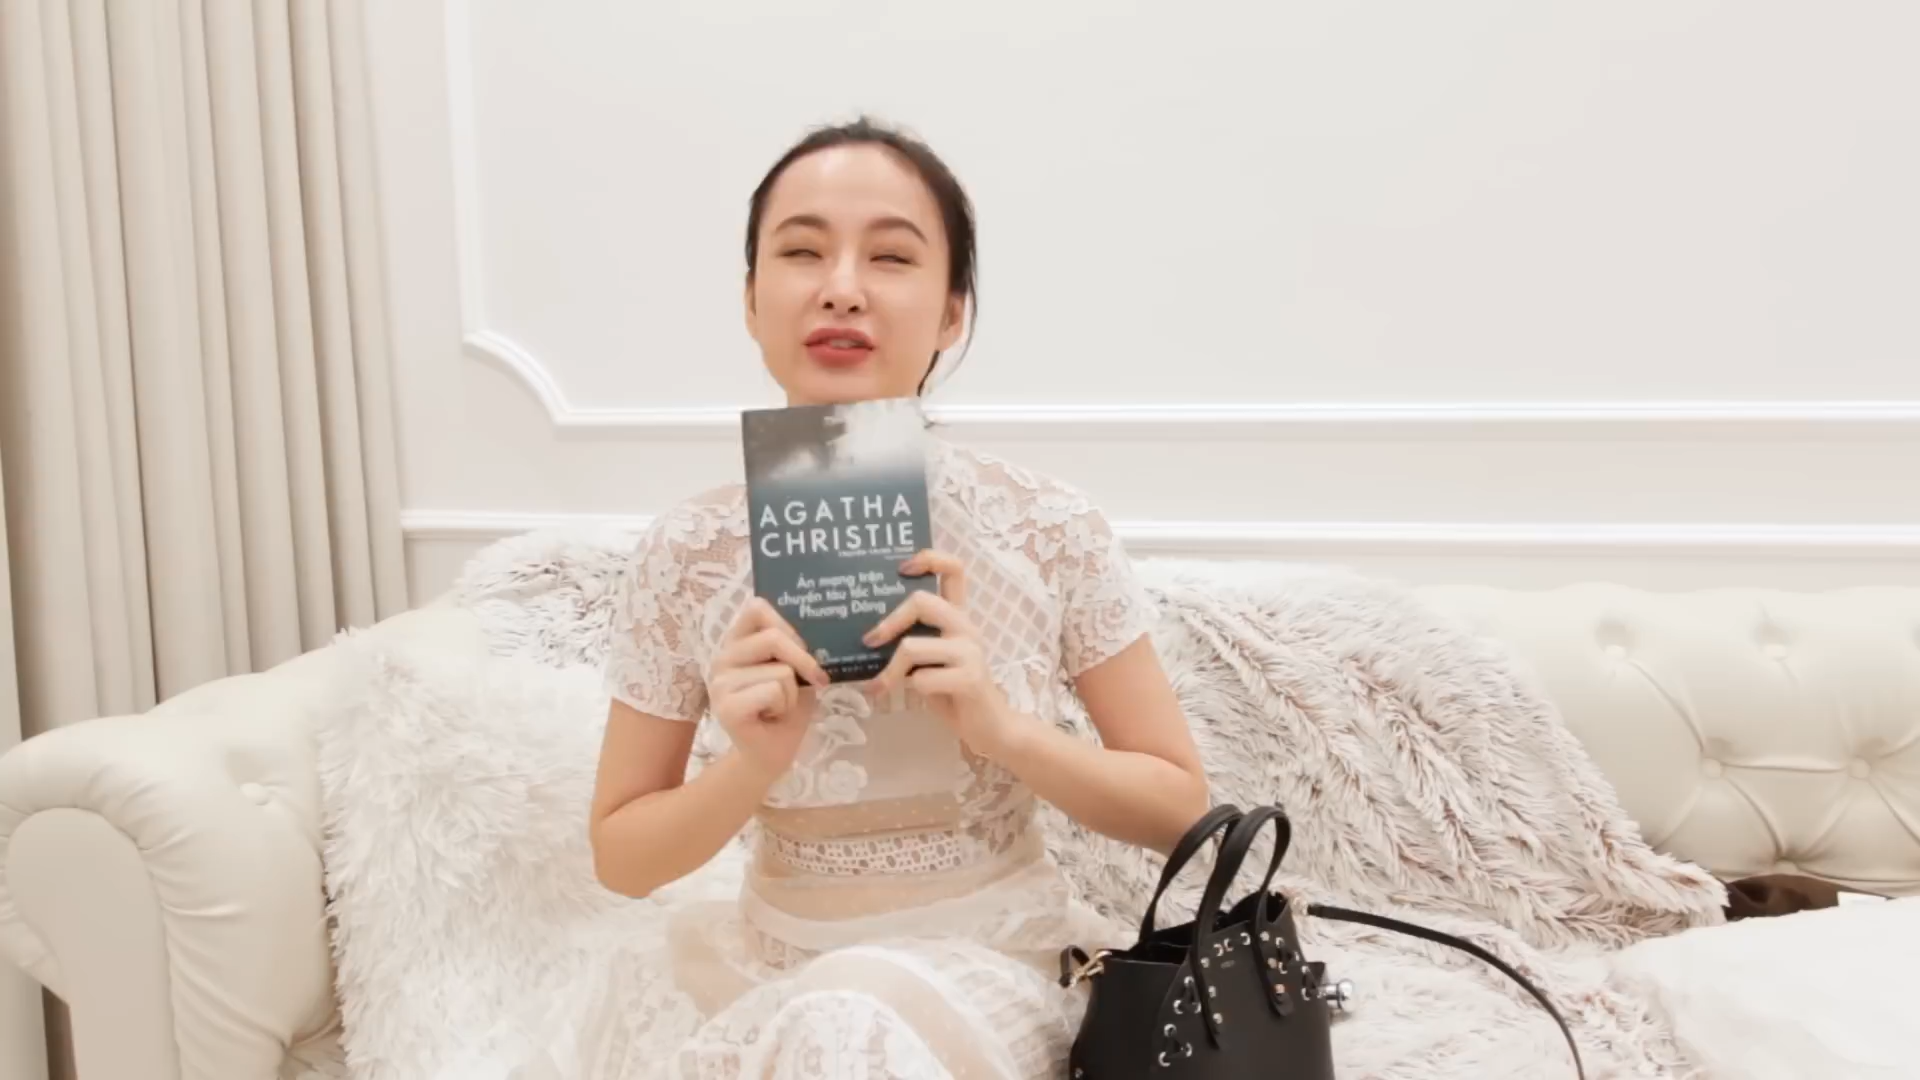 AGATHA
CHRISTIE
Án mạng trên
chuyến tàu tốc hành
Phương Đông